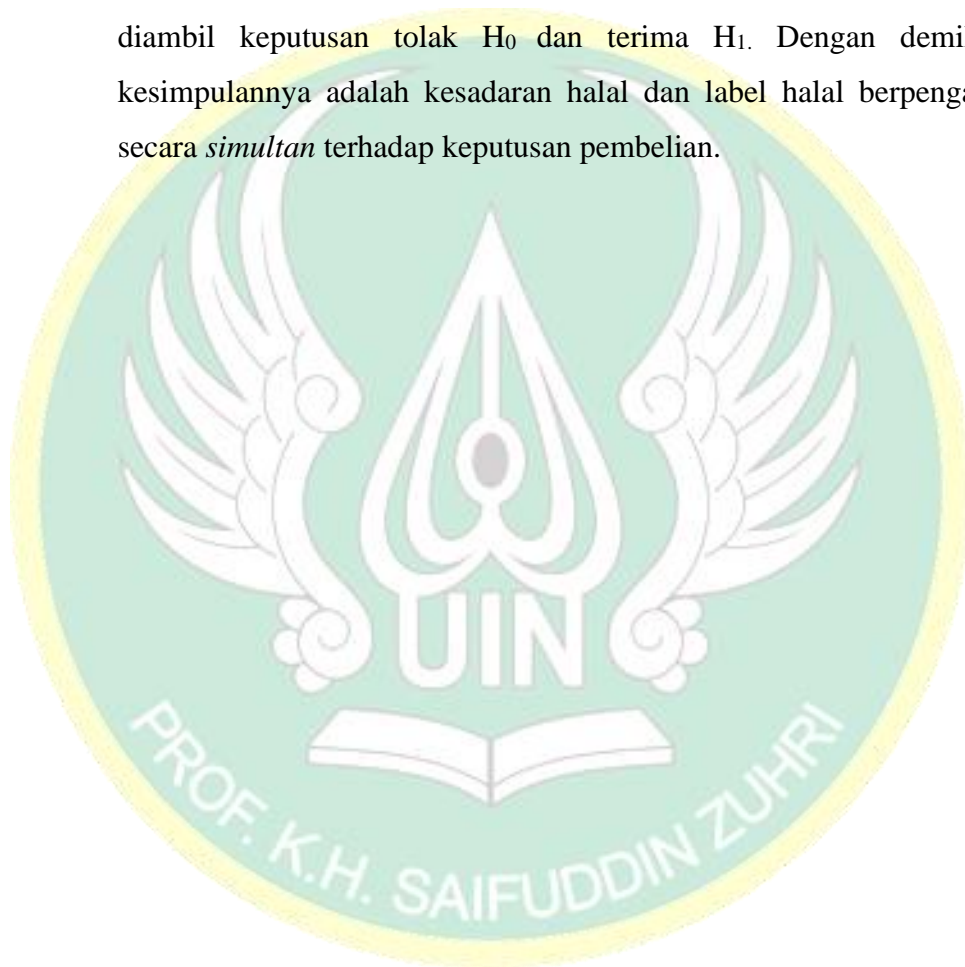 diambil keputusan tolak H₀ dan terima H₁. Dengan demi
kesimpulannya adalah kesadaran halal dan label halal berpenga
secara simultan terhadap keputusan pembelian.
UIN
PROF. K.H. SAIFUDDIN ZUHRI